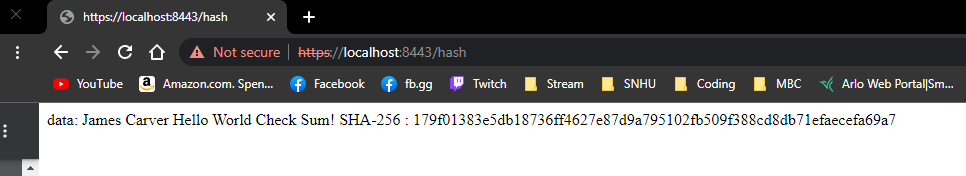 https://localhost:8443/hash
Not secure https://localhost:8443/hash
YouTube Amazon.com. Spen... Facebook fb.gg Twitch Stream SNHU Coding MBC Arlo Web Portal|Sm...
data: James Carver Hello World Check Sum! SHA-256 : 179f01383e5db18736ff4627e87d9a795102fb509f388cd8db71efaecefa69a7